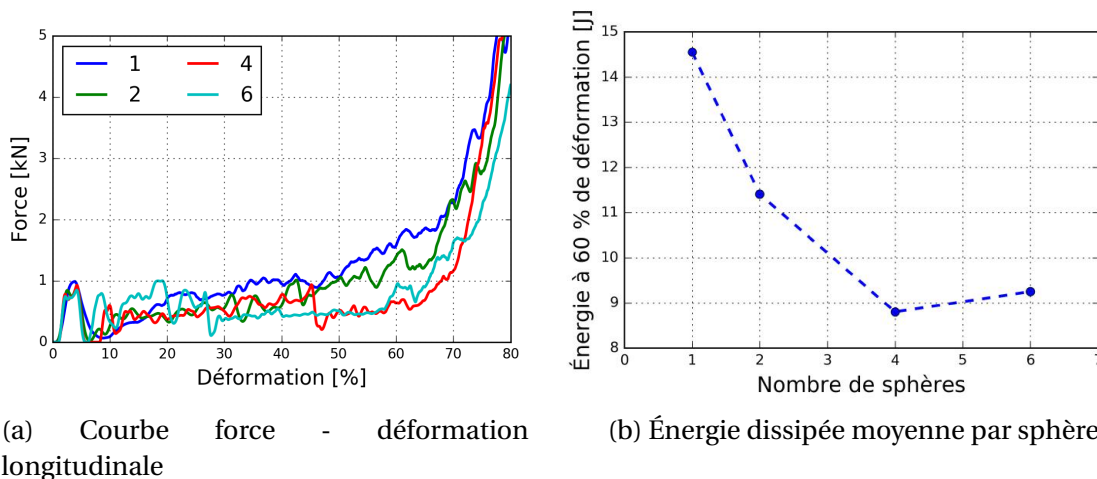 5
4
3
2
1
0
Force [kN]
1
2
4
6
0 10 20 30 40 50 60 70 80
Déformation [%]
(a) Courbe force - déformation
longitudinale
15
14
13
12
11
10
9
8
Énergie à 60 % de déformation [J]
0 1 2 3 4 5 6 7
Nombre de sphères
(b) Énergie dissipée moyenne par sphère